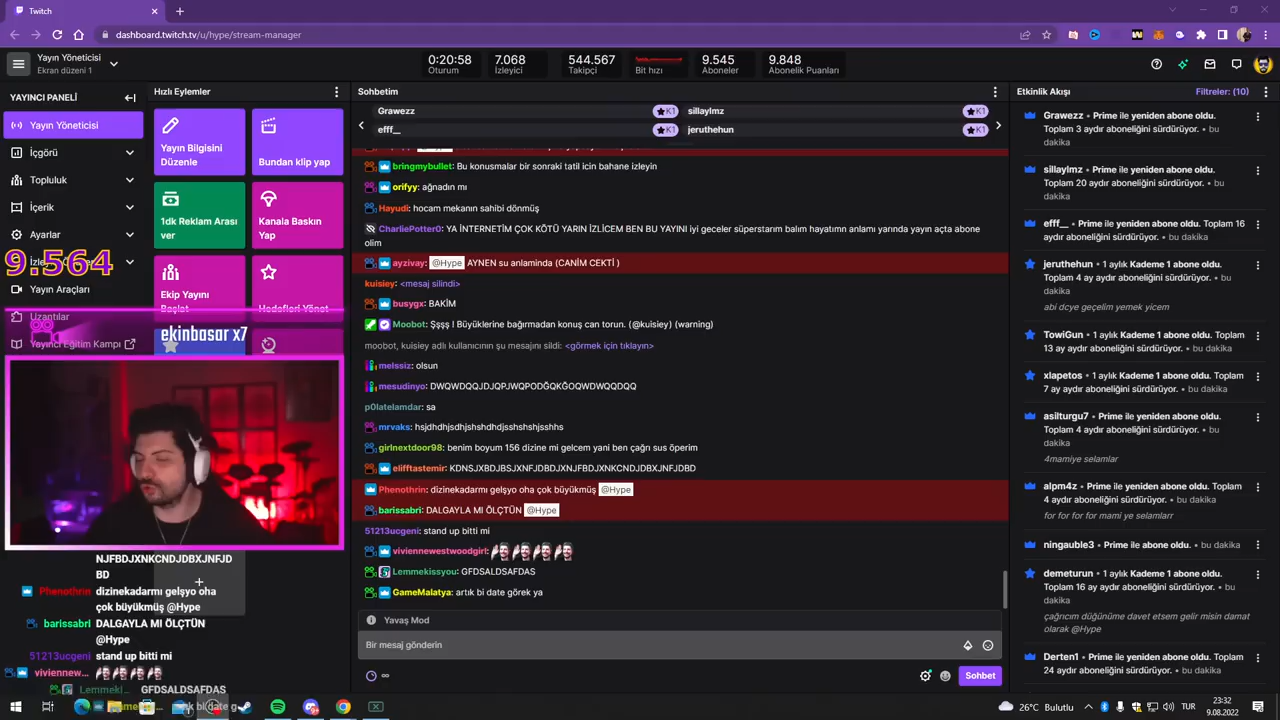 Twitch
dashboard.twitch.tv/u/hype/stream-manager
Yayın Yöneticisi
Ekran düzeni 1
0:20:58
Oturum
7.068
İzleyici
544.567
Takipçi
Bit hızı
9.545
Aboneler
9.848
Abonelik Puanları
YAYINCI PANELİ
Yayın Yöneticisi
İçgörü
Topluluk
İçerik
Ayarlar
9.564
Yayın Araçları
Uzantılar
Yayıncı Eğitim Kampı
Hızlı Eylemler
Yayın Bilgisini
Düzenle
Bundan klip yap
1dk Reklam Arası
ver
Kanala Baskın
Yap
Ekip Yayını
Başlat
Hedefleri Yönet
ekinbasar x7
NJFBDJXNKCNDJDBXJNFJD
BD
Phenothrin: dizinekadarmı gelşyo oha
çok büyükmüş @Hype
barissabri: DALGAYLA MI ÖLÇTÜN
@Hype
51213ucgeni: stand up bitti mi
viviennewe...
Lemmeki GFDSALDSAFDAS
Sohbetim
Grawezz K1
sillaylmz K1
efff__ K1
jeruthehun K1
bringmybullet: Bu konusmalar bir sonraki tatil icin bahane izleyin
orifyy: ağnadın mı
Hayudi: hocam mekanın sahibi dönmüş
CharliePotter0: YA İNTERNETİM ÇOK KÖTÜ YARIN İZLİCEM BEN BU YAYINI iyi geceler süperstarım balım hayatımın anlamı yarında yayın açta abone
olim
ayzivay: @Hype AYNEN su anlaminda (CANİM CEKTİ )
kuisiey: <mesaj silindi>
busygx: BAKİM
Moobot: Şşşş ! Büyüklerine bağırmadan konuş can torun. (@kuisiey) (warning)
moobot, kuisiey adlı kullanıcının şu mesajını sildi: <görmek için tıklayın>
melssiz: olsun
mesudinyo: DWQWDQQJDJQPJWQPODĞQKĞOQWDWQQDQQ
p0latelamdar: sa
mrvaks: hsjdhdhjsdhjshshdhdjsshshshjsshhs
girlnextdoor98: benim boyum 156 dizine mi gelcem yani ben çağrı sus öperim
elifftastemir: KDNSJXBDJBSJXNFJDBDJXNJFBDJXNKCNDJDBXJNFJDBD
Phenothrin: dizinekadarmı gelşyo oha çok büyükmüş @Hype
barissabri: DALGAYLA MI ÖLÇTÜN @Hype
51213ucgeni: stand up bitti mi
viviennewestwoodgirl:
Lemmekissyou: GFDSALDSAFDAS
GameMalatya: artık bi date görek ya
Yavaş Mod
Bir mesaj gönderin
∞
Sohbet
Etkinlik Akışı
Filtreler: (10)
Grawezz • Prime ile yeniden abone oldu.
Toplam 3 aydır aboneliğini sürdürüyor. • bu
dakika
sillaylmz • Prime ile yeniden abone oldu.
Toplam 20 aydır aboneliğini sürdürüyor. • bu
dakika
efff__ • Prime ile yeniden abone oldu. Toplam 16
aydır aboneliğini sürdürüyor. • bu dakika
jeruthehun • 1 aylık Kademe 1 abone oldu.
Toplam 4 ay aydır aboneliğini sürdürüyor. • bu
dakika
abi dcye geçelim yemek yicem
TowiGun • 1 aylık Kademe 1 abone oldu. Toplam
13 ay aydır aboneliğini sürdürüyor. • bu dakika
xlapetos • 1 aylık Kademe 1 abone oldu. Toplam
7 ay aydır aboneliğini sürdürüyor. • bu dakika
asilturgu7 • Prime ile yeniden abone oldu.
Toplam 4 aydır aboneliğini sürdürüyor. • bu
dakika
4mamiye selamlar
alpm4z • Prime ile yeniden abone oldu. Toplam
4 aydır aboneliğini sürdürüyor. • bu dakika
for for for for mami ye selamlarr
ningauble3 • Prime ile abone oldu. • bu dakika
demeturun • 1 aylık Kademe 1 abone oldu.
Toplam 16 ay aydır aboneliğini sürdürüyor. • bu
dakika
çağrıcım düğünüme davet etsem gelir misin damat
olarak @Hype
Derten1 • Prime ile yeniden abone oldu. Toplam
24 aydır aboneliğini sürdürüyor. • bu dakika
26°C Bulutlu
TUR
23:32
9.08.2022